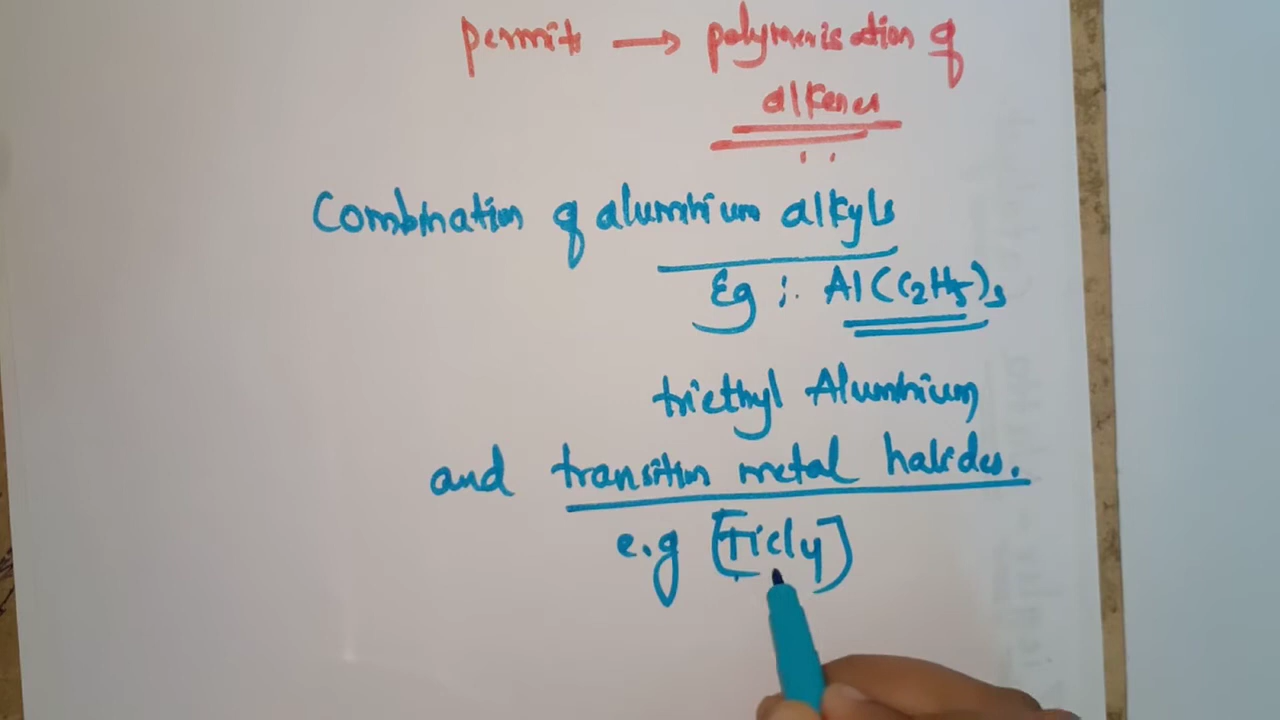 permits → polymerisation of
alkenes
Combination of aluminium alkyls
Eg :. Al(C2H5)3
triethyl Aluminium
and transition metal halides.
e.g [Ticl4]